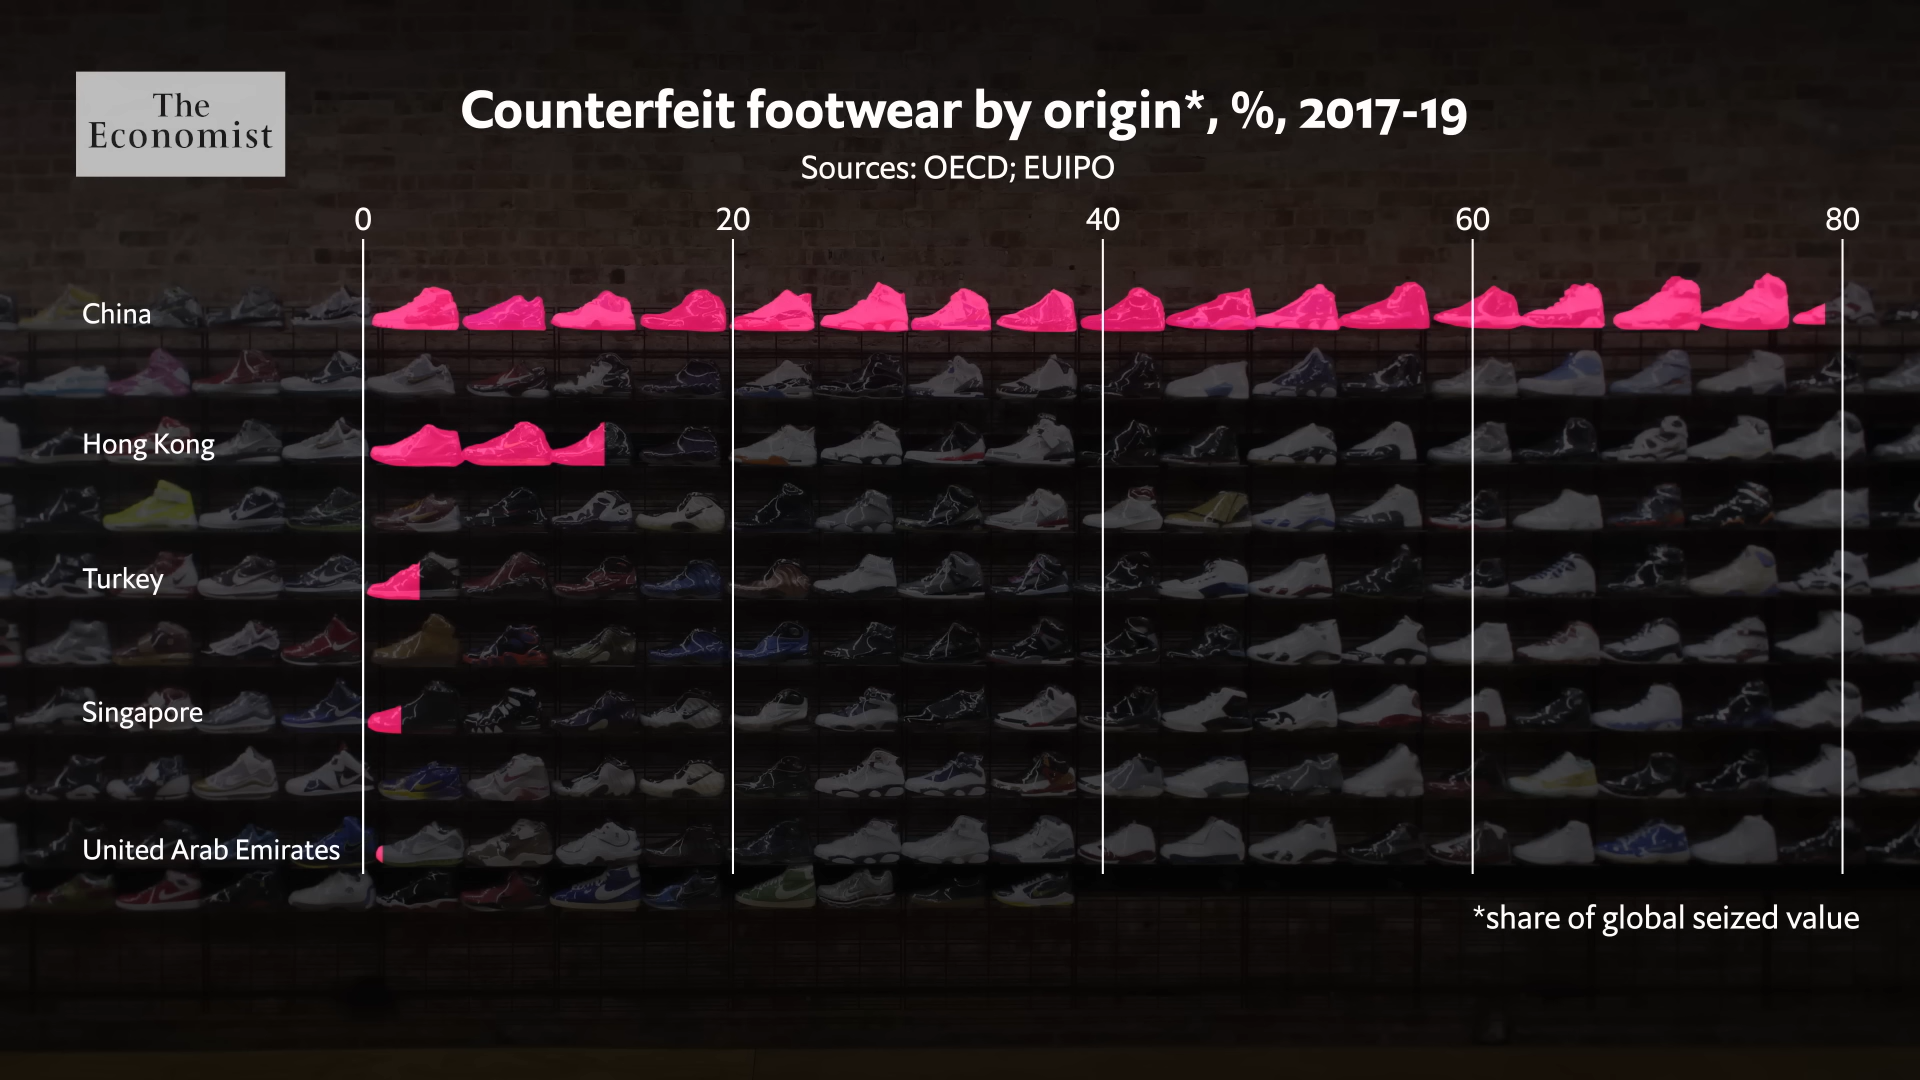 The
Economist
Counterfeit footwear by origin*, %, 2017-19
Sources: OECD; EUIPO
0 20 40 60 80
China
Hong Kong
Turkey
Singapore
United Arab Emirates
*share of global seized value